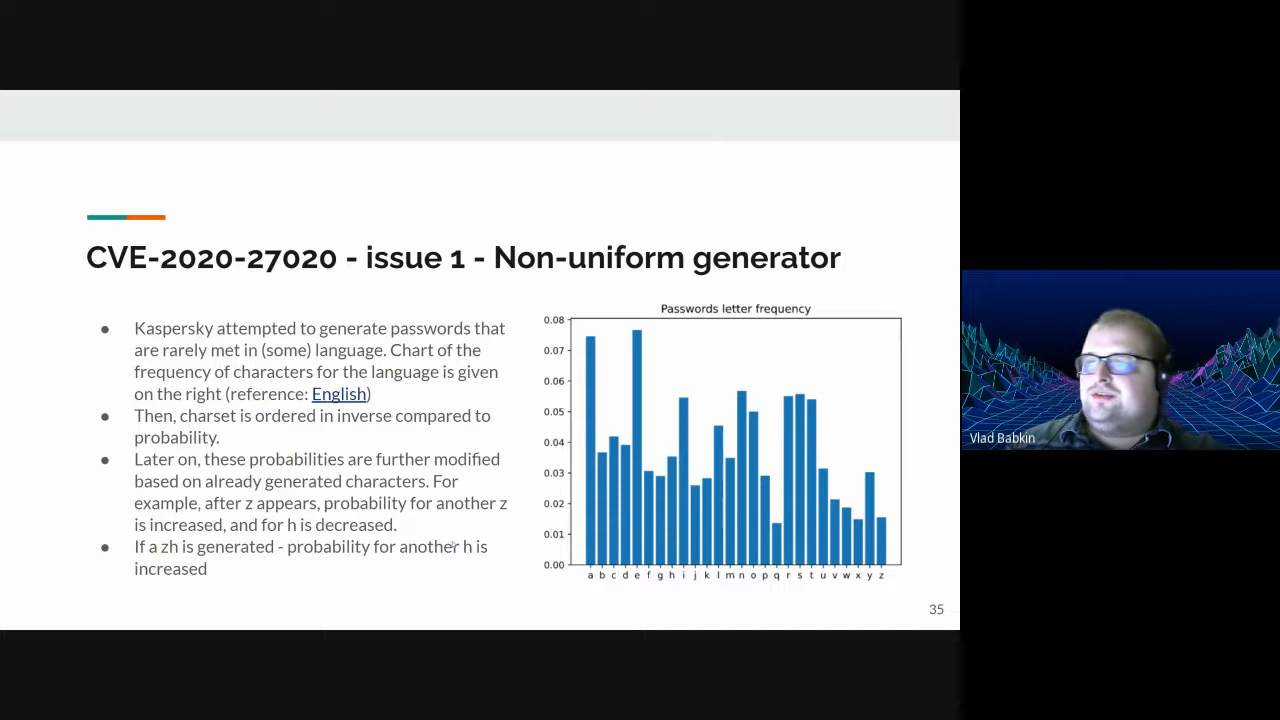 CVE-2020-27020 - issue 1 - Non-uniform generator
● Kaspersky attempted to generate passwords that
are rarely met in (some) language. Chart of the
frequency of characters for the language is given
on the right (reference: English)
● Then, charset is ordered in inverse compared to
probability.
● Later on, these probabilities are further modified
based on already generated characters. For
example, after z appears, probability for another z
is increased, and for h is decreased.
● If a zh is generated - probability for another h is
increased
Passwords letter frequency
0.08
0.07
0.06
0.05
0.04
0.03
0.02
0.01
0.00
a b c d e f g h i j k l m n o p q r s t u v w x y z
35
Vlad Babkin